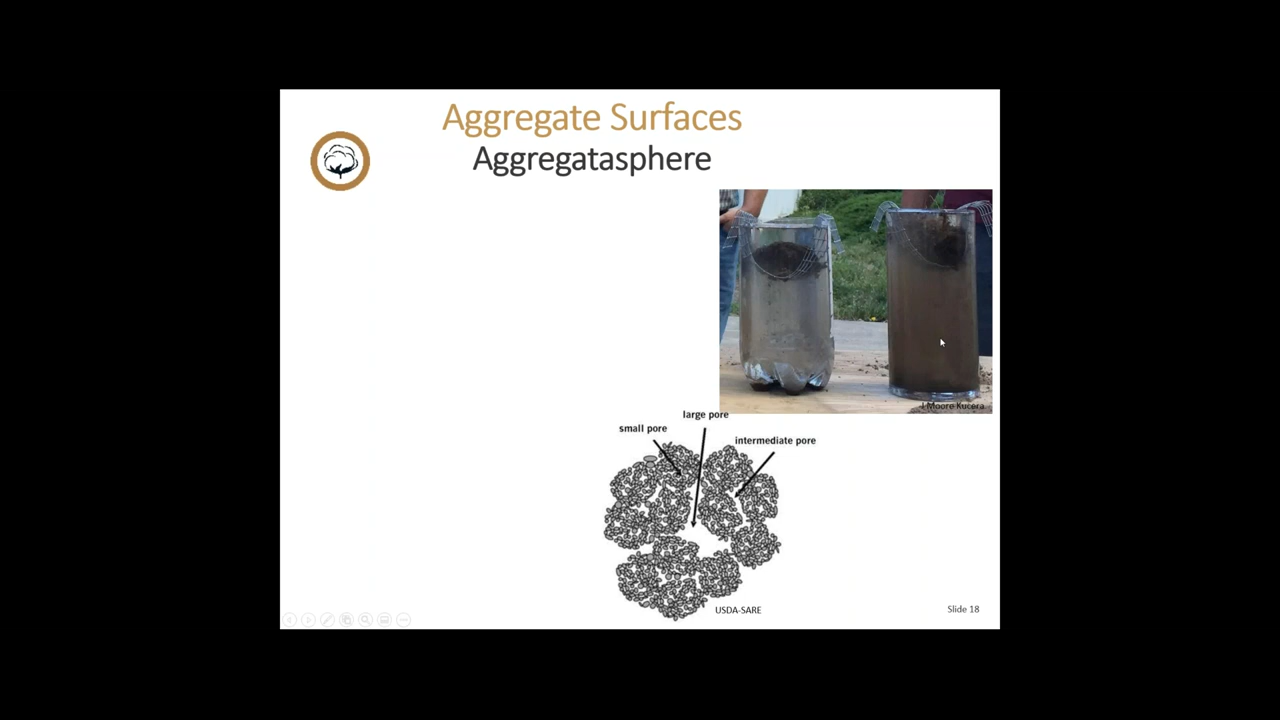 Aggregate Surfaces
Aggregatasphere
J Moore Kucera
large pore
small pore
intermediate pore
USDA-SARE
Slide 18